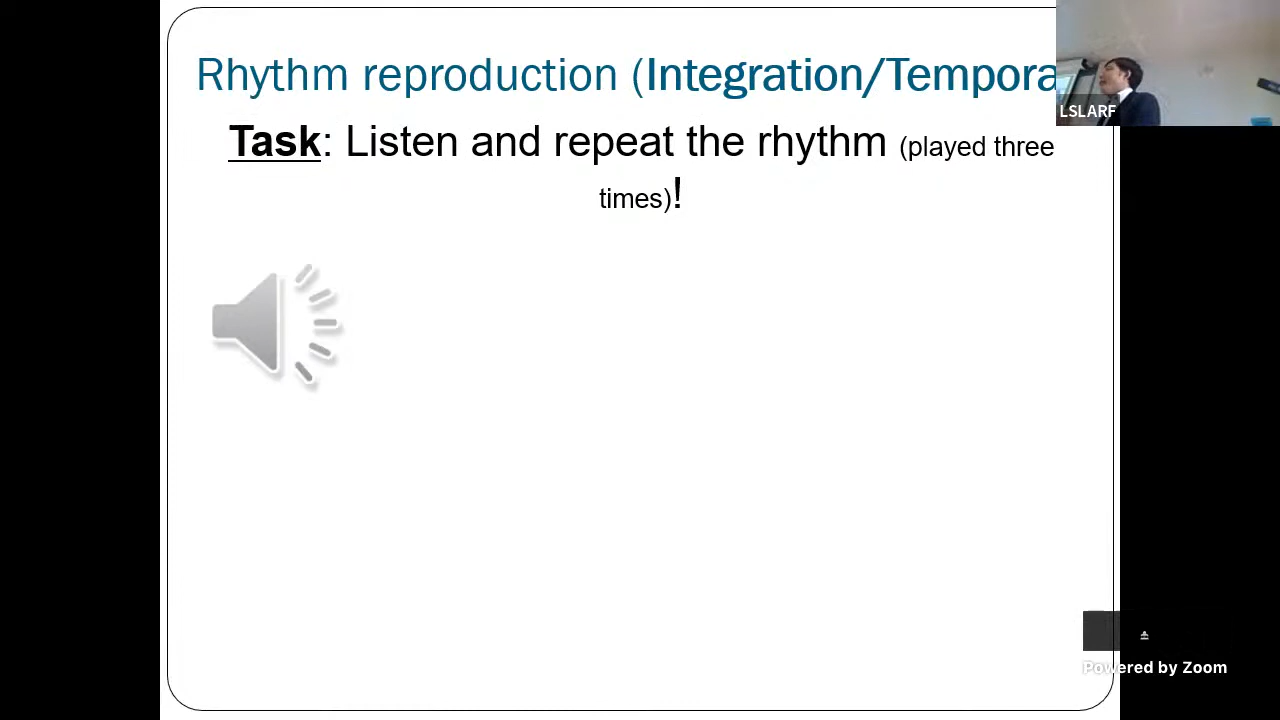 Rhythm reproduction (Integration/Tempora
Task: Listen and repeat the rhythm (played three
times)!
LSLARF
Powered by Zoom